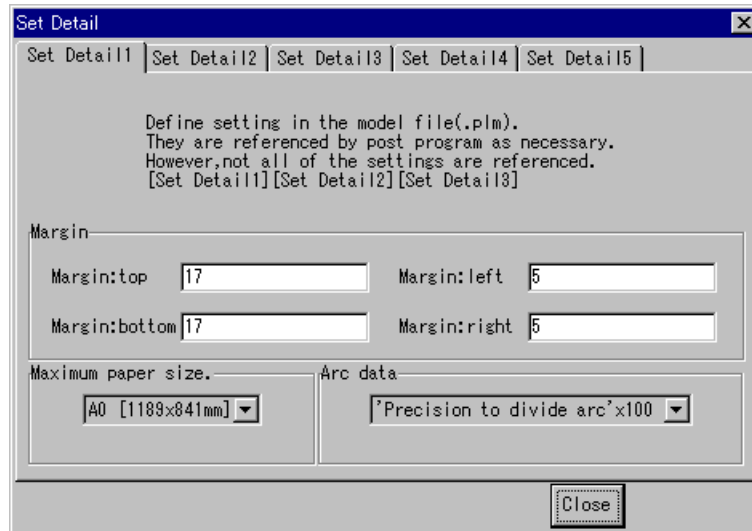 Set Detail
Set Detail1 Set Detail2 Set Detail3 Set Detail4 Set Detail5
Define setting in the model file(.plm).
They are referenced by post program as necessary.
However,not all of the settings are referenced.
[Set Detail1][Set Detail2][Set Detail3]
Margin
Margin:top 17 Margin:left 5
Margin:bottom 17 Margin:right 5
Maximum paper size. Arc data
A0 [1189x841mm] 'Precision to divide arc'x100
Close